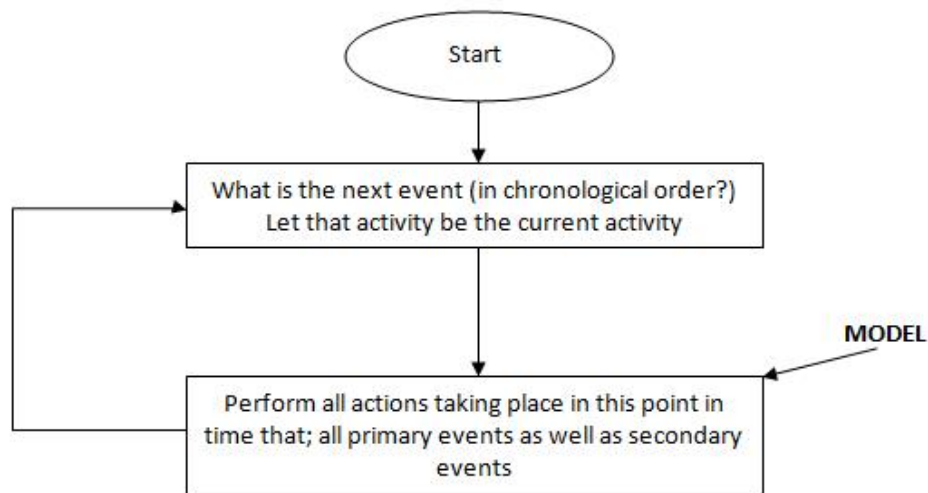 Start
What is the next event (in chronological order?)
Let that activity be the current activity
MODEL
Perform all actions taking place in this point in
time that; all primary events as well as secondary
events